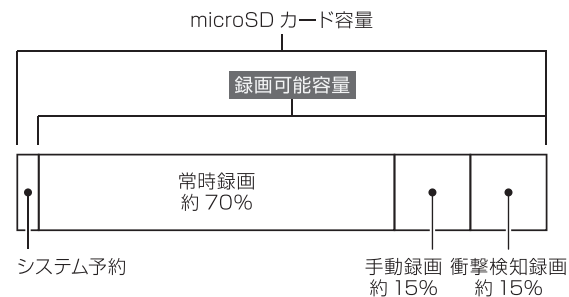 microSD カード容量
録画可能容量
常時録画
約 70%
システム予約
手動録画
約 15%
衝撃検知録画
約 15%